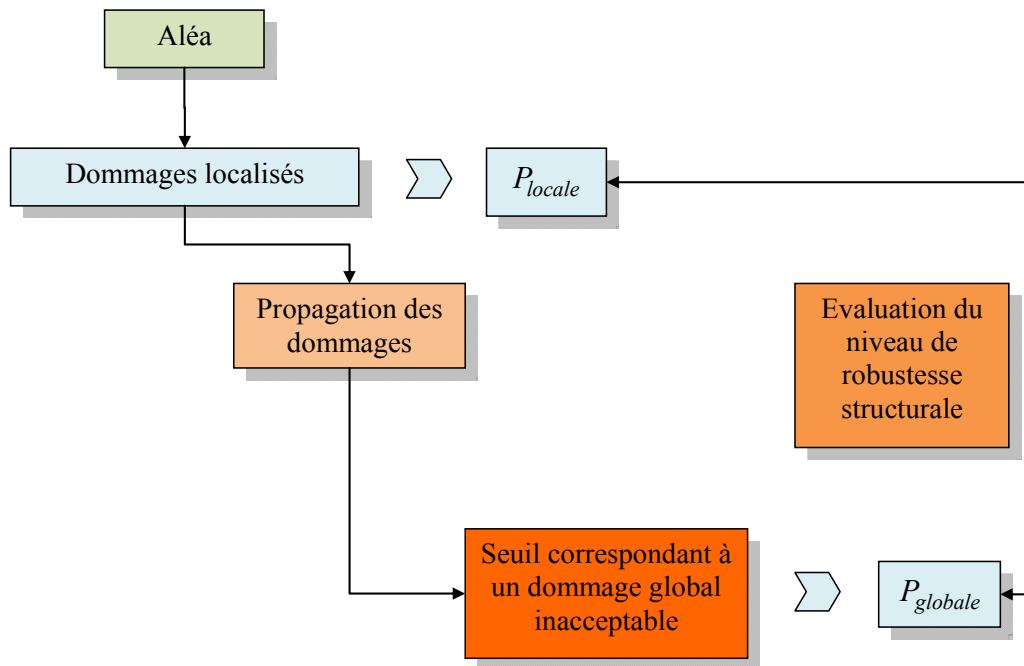 Aléa
Dommages localisés
P_locale
Propagation des
dommages
Evaluation du
niveau de
robustesse
structurale
Seuil correspondant à
un dommage global
inacceptable
P_globale